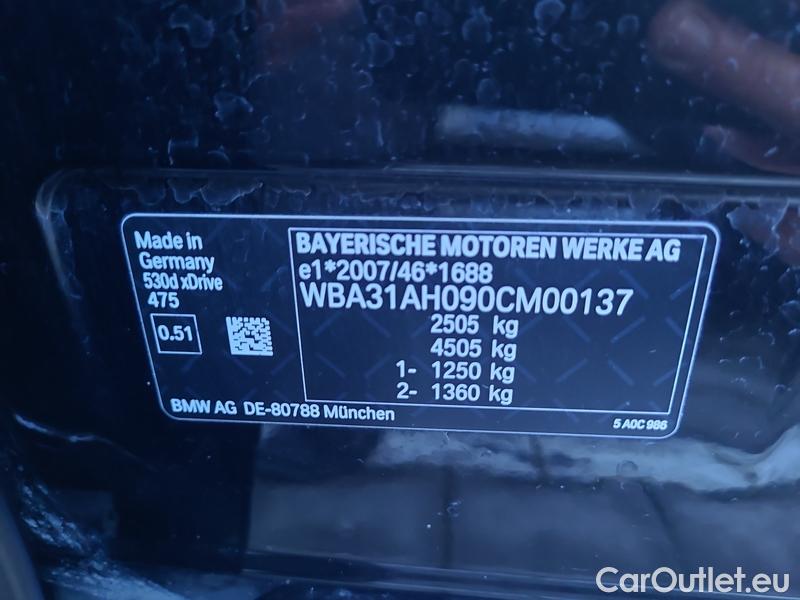 Made in
Germany
530d xDrive
475
0.51
BAYERISCHE MOTOREN WERKE AG
e1*2007/46*1688
WBA31AH090CM00137
2505 kg
4505 kg
1- 1250 kg
2- 1360 kg
BMW AG DE-80788 München
5 A0C 986
CarOutlet.eu